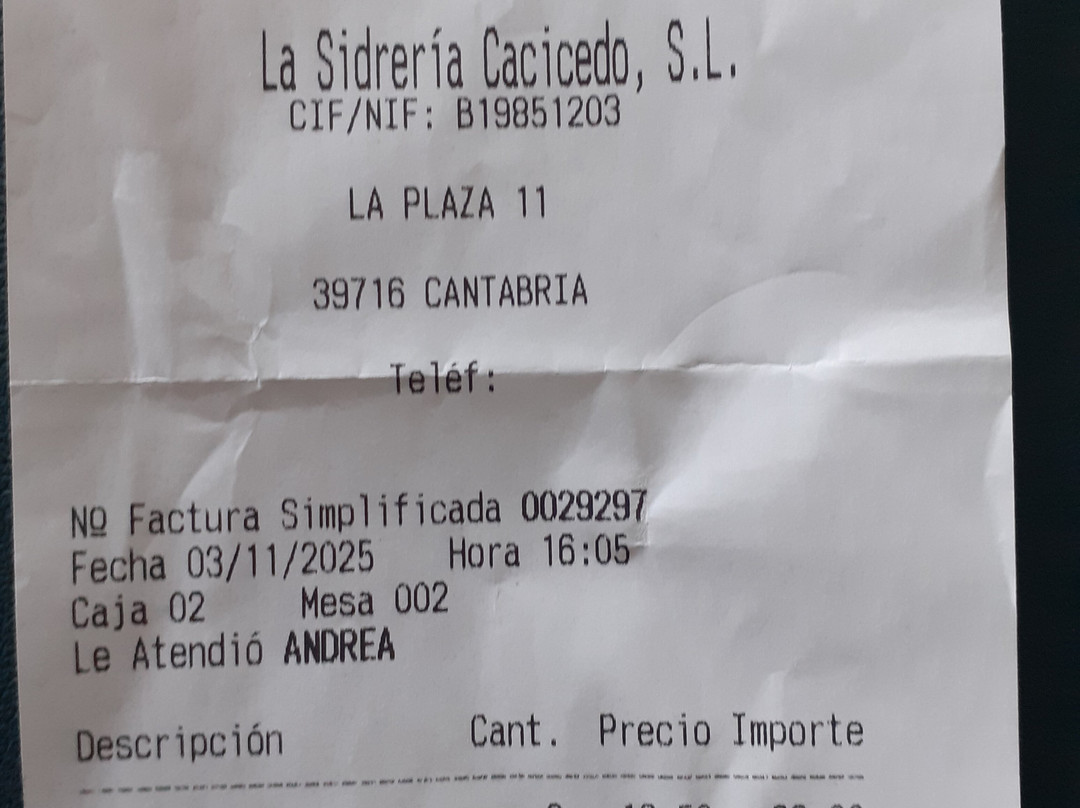 La Sidrería Cacicedo, S.L.
CIF/NIF: B19851203
LA PLAZA 11
39716 CANTABRIA
Teléf:
Nº Factura Simplificada 0029297
Fecha 03/11/2025 Hora 16:05
Caja 02 Mesa 002
Le Atendió ANDREA
Descripción Cant. Precio Importe